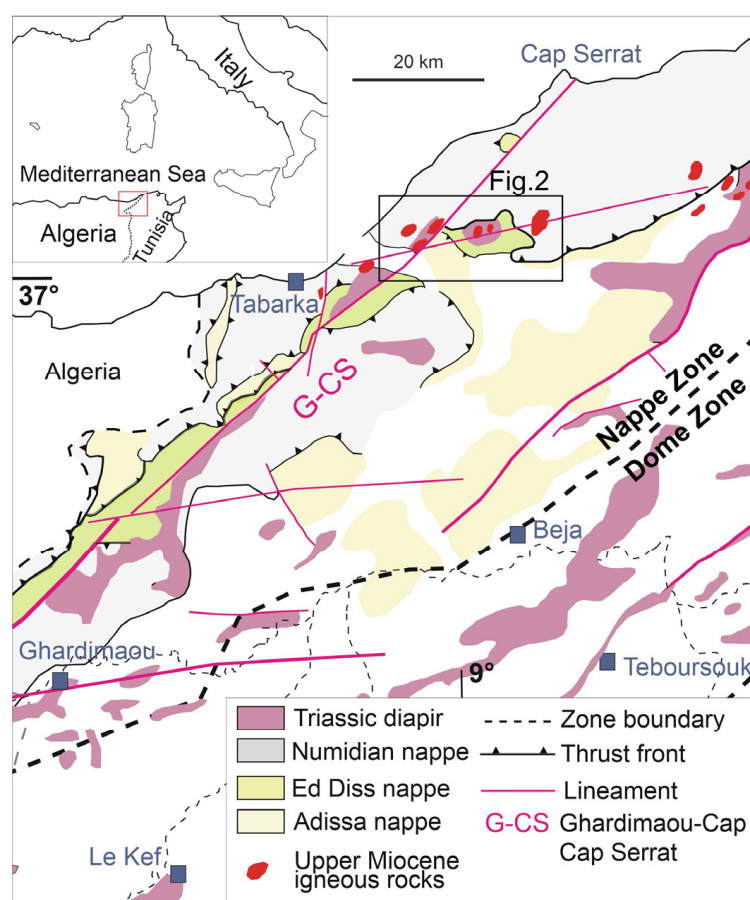 Italy
Mediterranean Sea
Algeria
Tunisia
20 km
Cap Serrat
Fig.2
37°
Tabarka
Algeria
G-CS
Nappe Zone
Dome Zone
Beja
Ghardimaou
9°
Teboursouk
Le Kef
Triassic diapir
Numidian nappe
Ed Diss nappe
Adissa nappe
Upper Miocene
igneous rocks
Zone boundary
Thrust front
Lineament
G-CS Ghardimaou-Cap
Cap Serrat